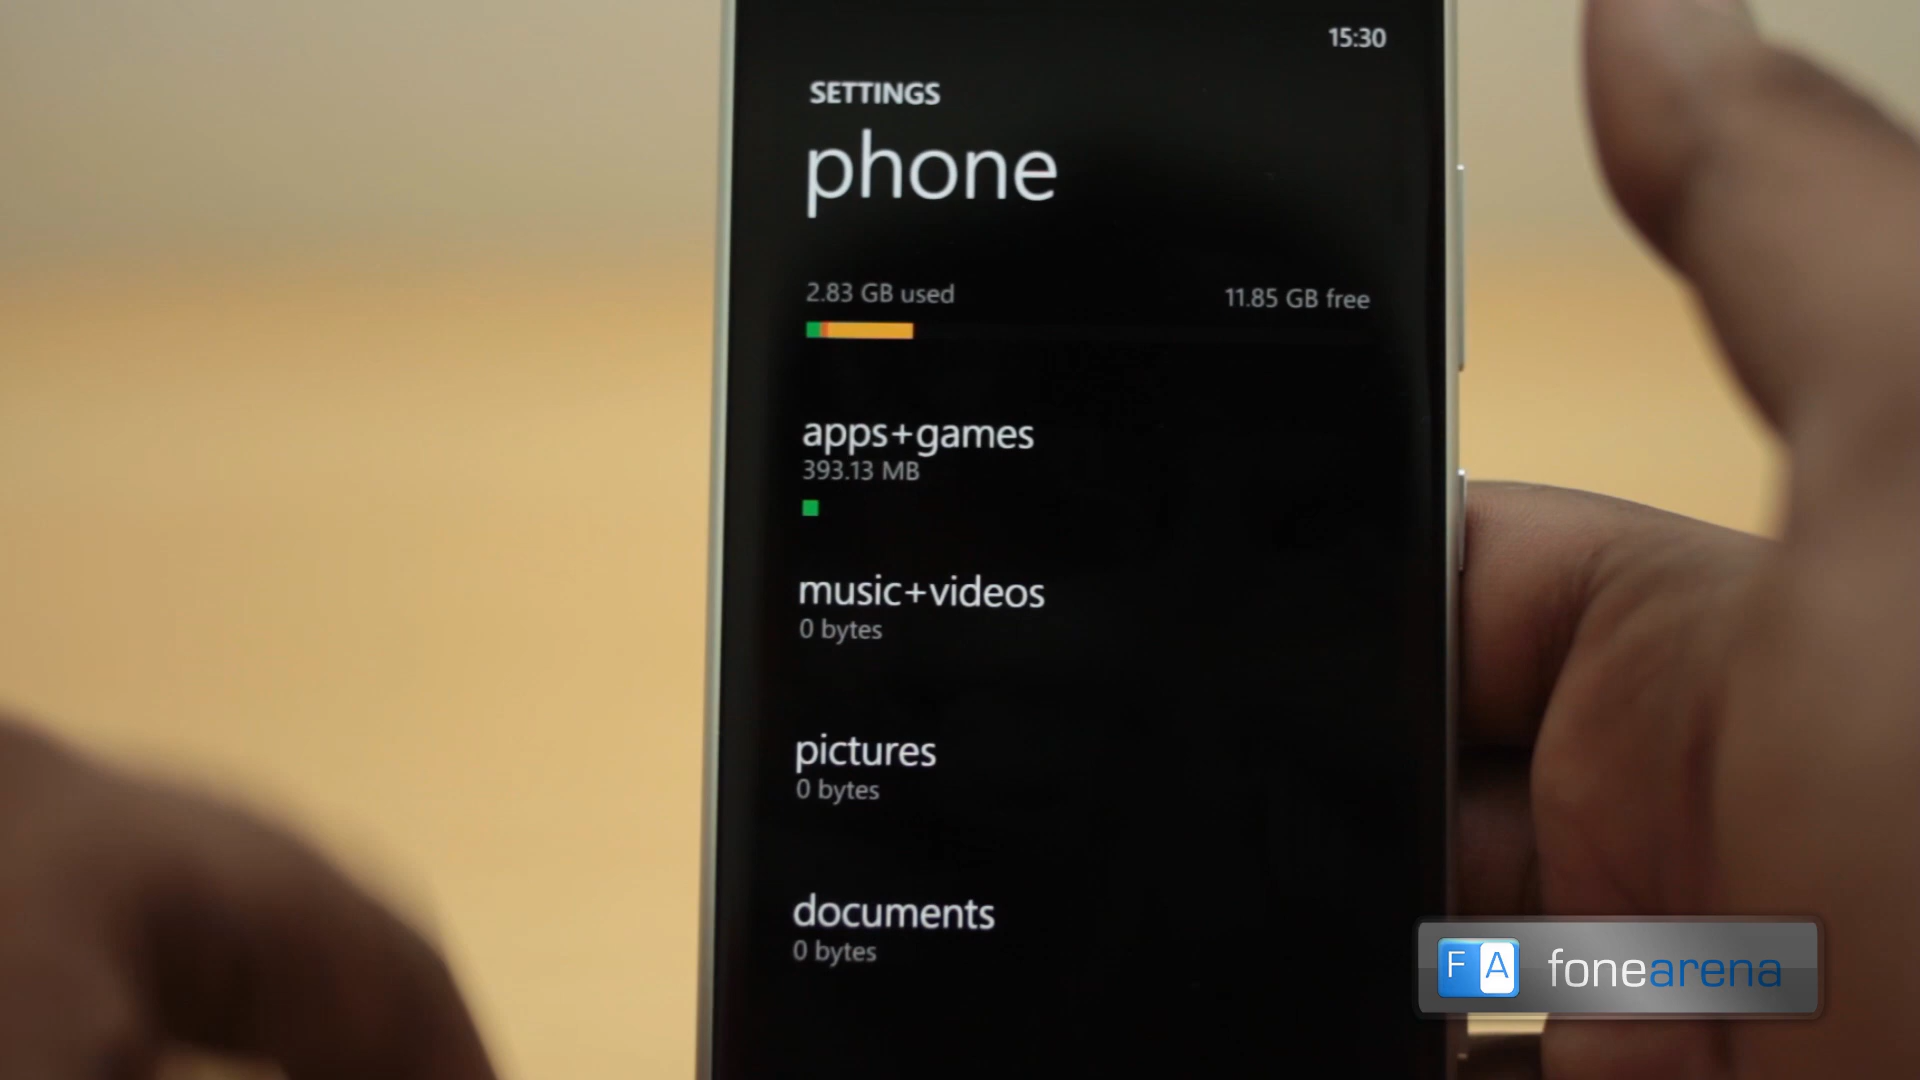 15:30
SETTINGS
phone
2.83 GB used
11.85 GB free
apps+games
393.13 MB
music+videos
0 bytes
pictures
0 bytes
documents
0 bytes
FA fonearena